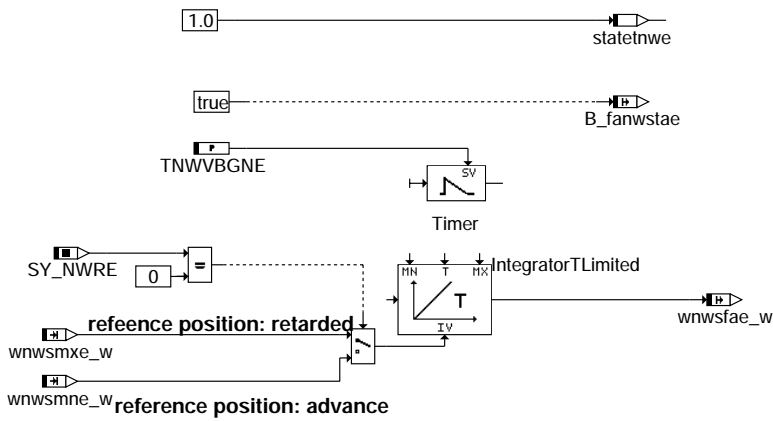 1.0
statetnwe
true
B_fanwstae
P
TNWVBGNE
SV
Timer
SY_NWRE
=
0
MN T MX
IntegratorTLimited
T
IV
wnwsfae_w
refeence position: retarded
wnwsmxe_w
wnwsmne_w
reference position: advance